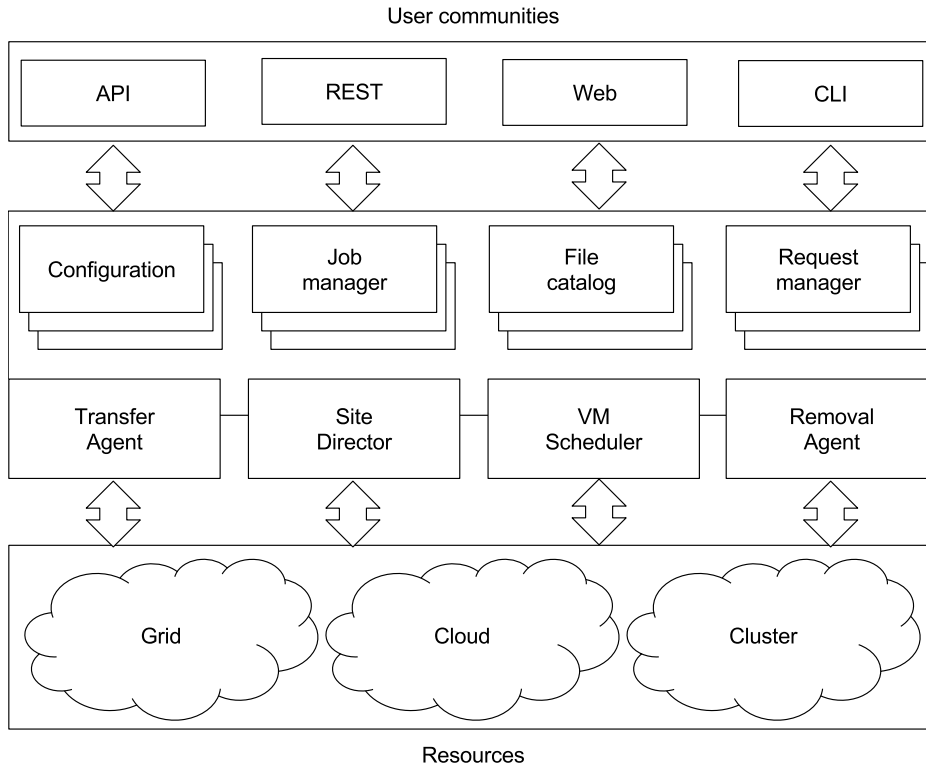 User communities
API
REST
Web
CLI
Configuration
Job
manager
File
catalog
Request
manager
Transfer
Agent
Site
Director
VM
Scheduler
Removal
Agent
Grid
Cloud
Cluster
Resources